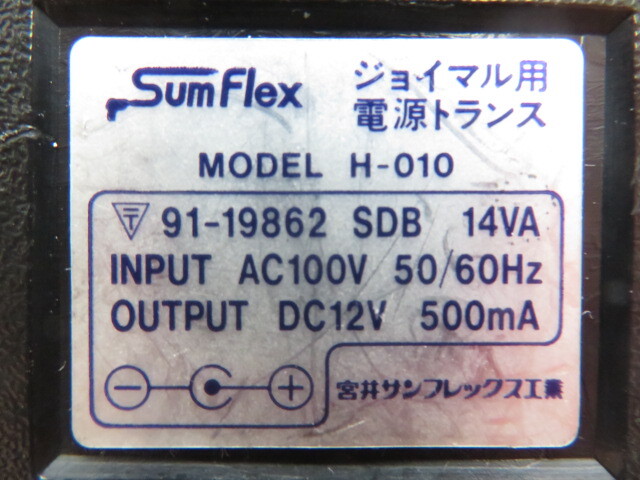 SumFlex
ジョイマル用
電源トランス
MODEL H-010
91-19862 SDB 14VA
INPUT AC100V 50/60Hz
OUTPUT DC12V 500mA
宮井サンフレックス工業